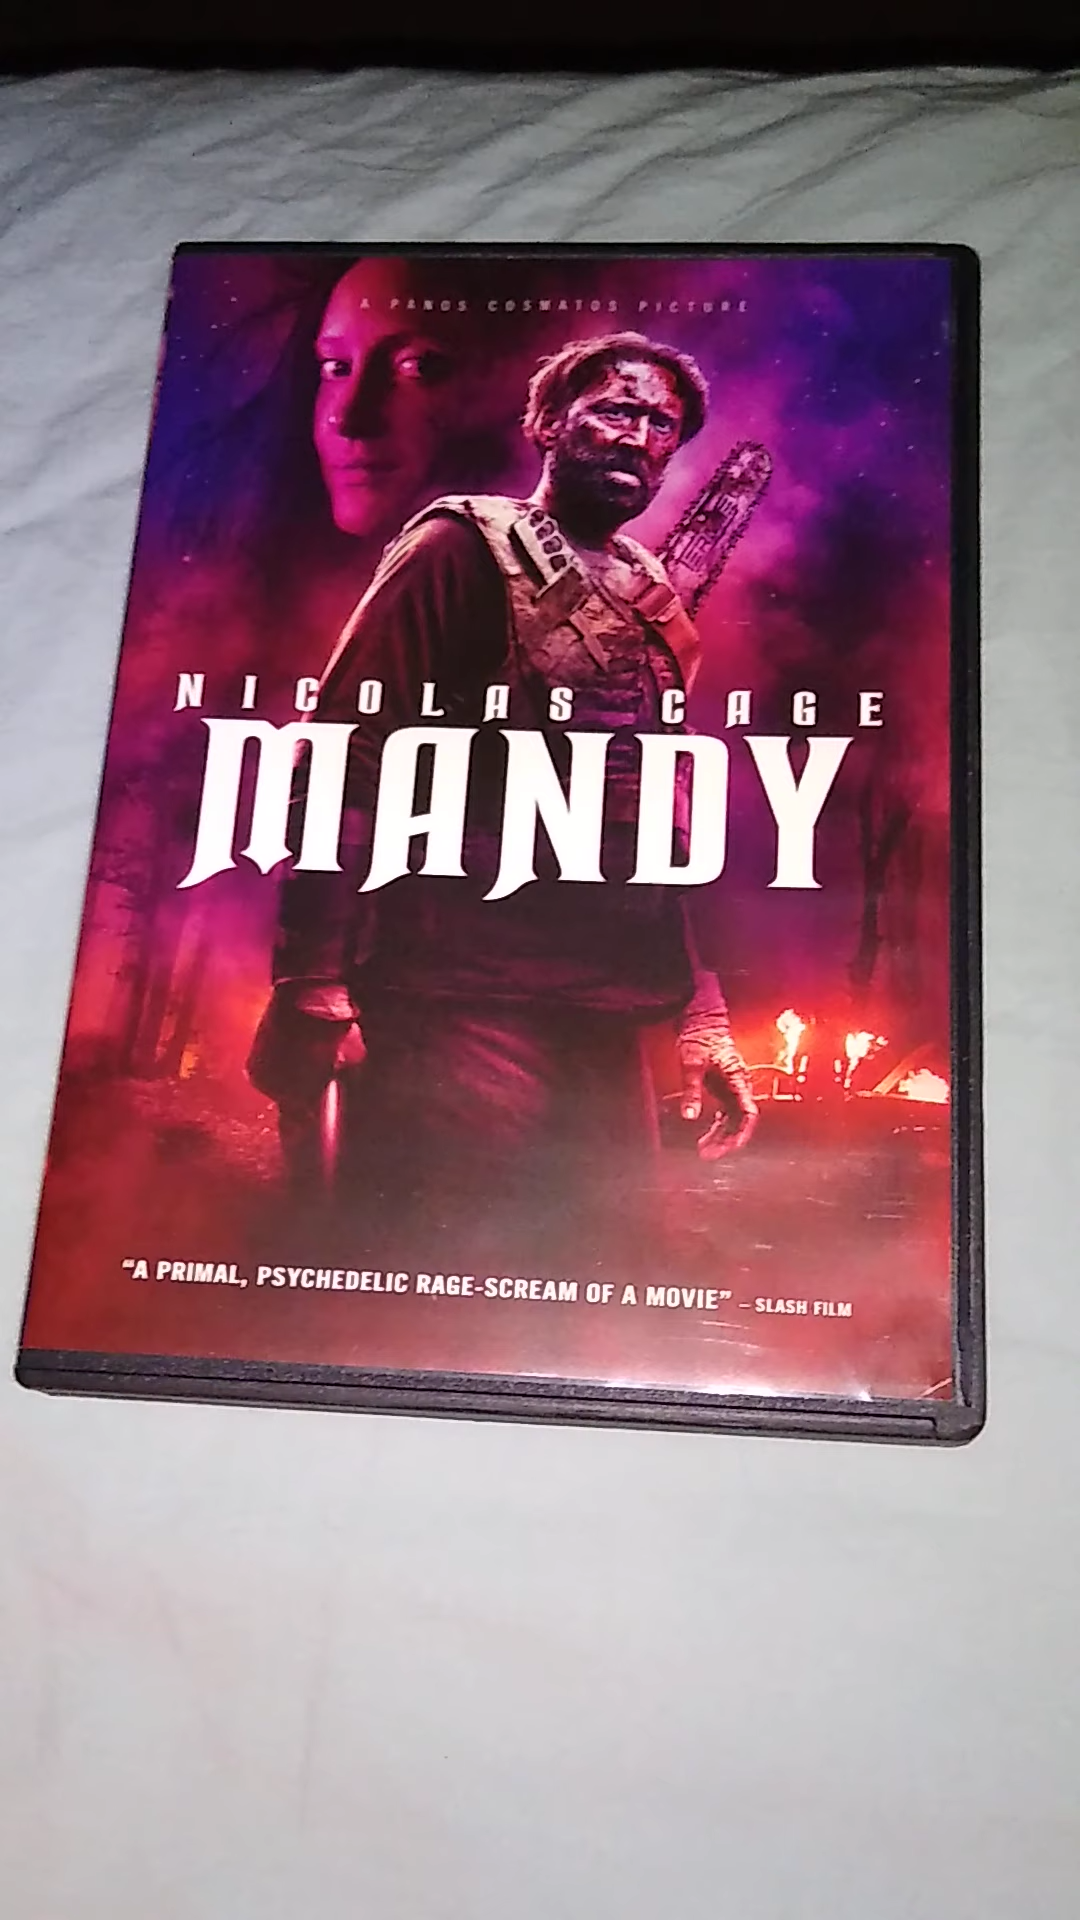 A PANOS COSMATOS PICTURE
NICOLAS CAGE
MANDY
“A PRIMAL, PSYCHEDELIC RAGE-SCREAM OF A MOVIE” – SLASH FILM